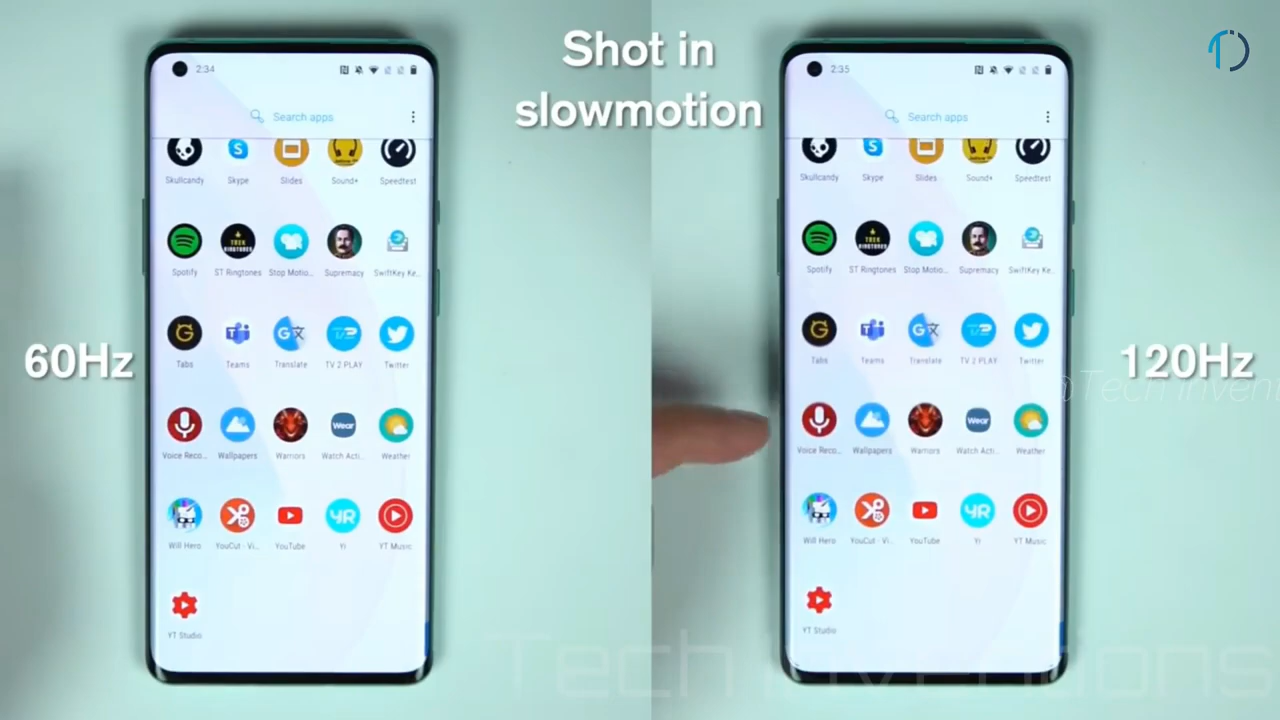 Shot in
slowmotion
60Hz
120Hz
2:34
Search apps
Skullcandy Skype Slides Sound+ Speedtest
Spotify ST Ringtones Stop Motio... Supremacy SwiftKey Ke...
Tabs Teams Translate TV 2 PLAY Twitter
Voice Reco... Wallpapers Warriors Watch Acti... Weather
Will Hero YouCut - Vi... YouTube Yi YT Music
YT Studio
2:35
Search apps
Skullcandy Skype Slides Sound+ Speedtest
Spotify ST Ringtones Stop Motio... Supremacy SwiftKey Ke...
Tabs Teams Translate TV 2 PLAY Twitter
Voice Reco... Wallpapers Warriors Watch Acti... Weather
Will Hero YouCut - Vi... YouTube Yi YT Music
YT Studio
@Tech Inven
Tech Inventions